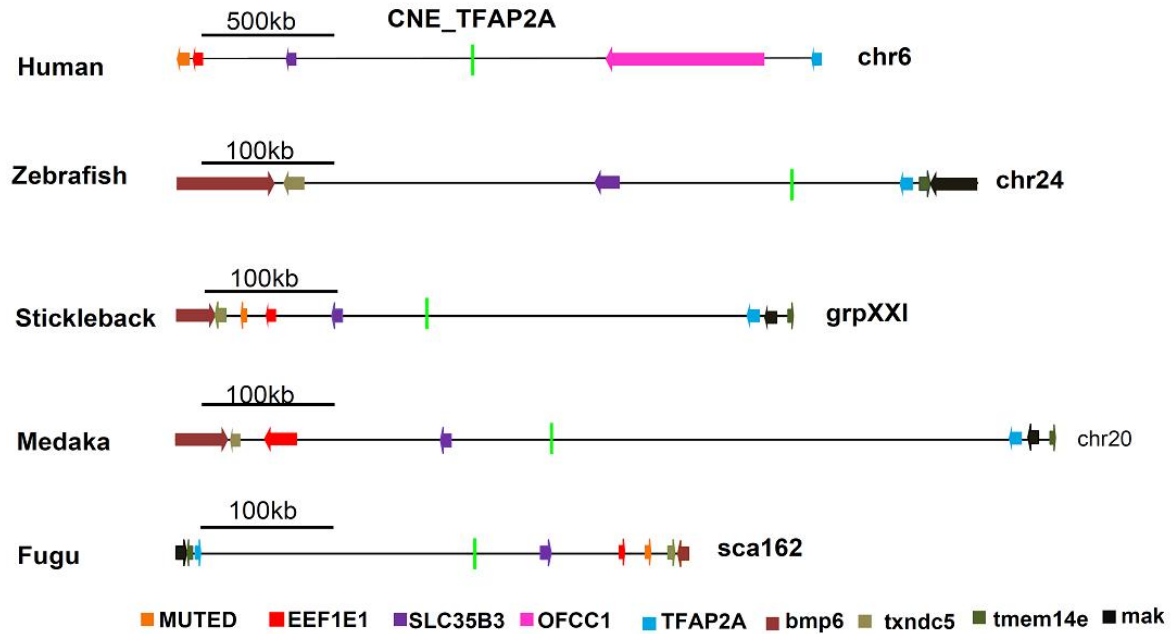 500kb
CNE_TFAP2A
Human
chr6
100kb
Zebrafish
chr24
100kb
Stickleback
grpXXI
100kb
Medaka
chr20
100kb
Fugu
sca162
MUTED EEF1E1 SLC35B3 OFCC1 TFAP2A bmp6 txndc5 tmem14e mak